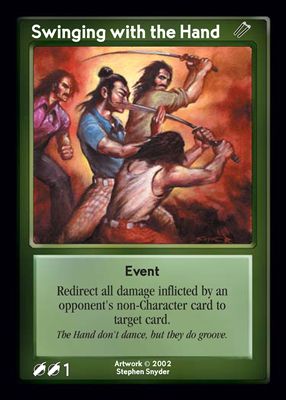 Swinging with the Hand
Event
Redirect all damage inflicted by an
opponent's non-Character card to
target card.
The Hand don't dance, but they do groove.
1
Artwork © 2002
Stephen Snyder